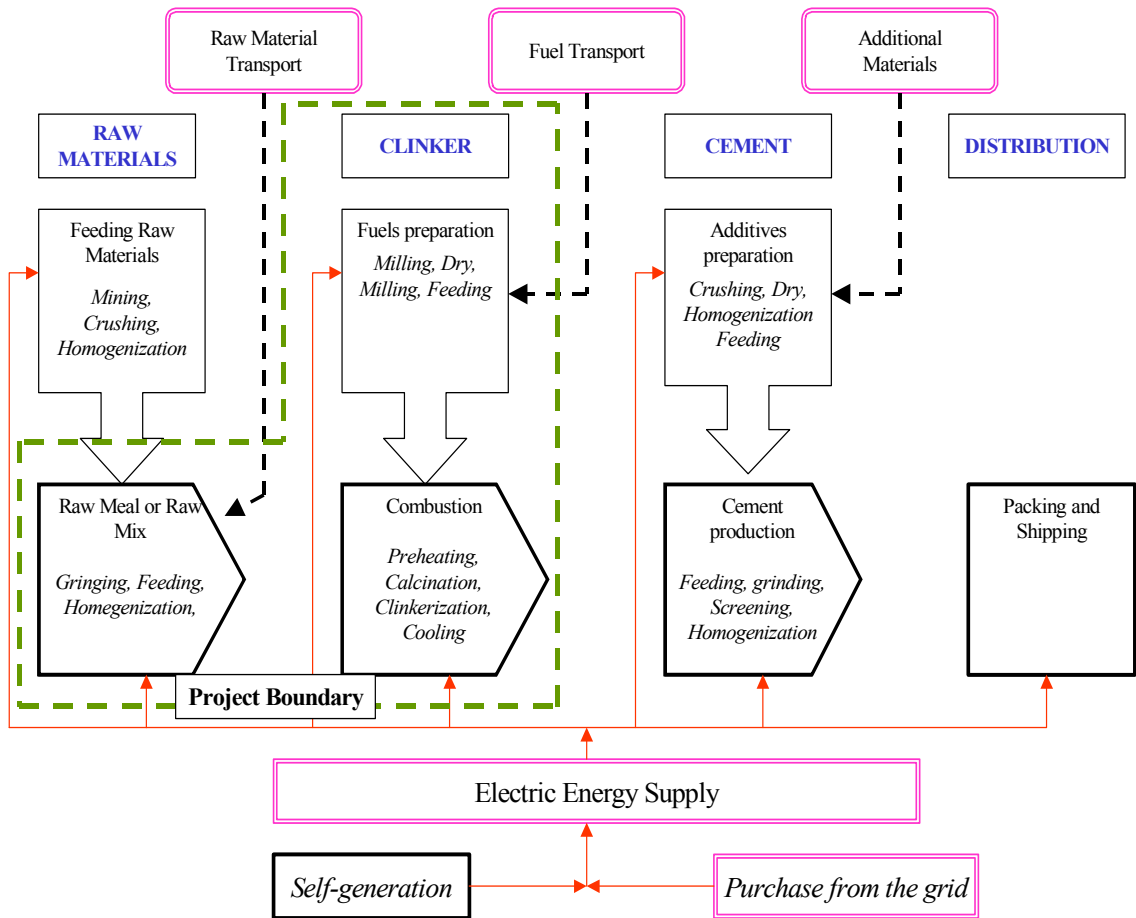 Raw Material
Transport
Fuel Transport
Additional
Materials
RAW
MATERIALS
CLINKER
CEMENT
DISTRIBUTION
Feeding Raw
Materials
Mining,
Crushing,
Homogenization
Fuels preparation
Milling, Dry,
Milling, Feeding
Additives
preparation
Crushing, Dry,
Homogenization
Feeding
Raw Meal or Raw
Mix
Gringing, Feeding,
Homegenization,
Combustion
Preheating,
Calcination,
Clinkerization,
Cooling
Cement
production
Feeding, grinding,
Screening,
Homogenization
Packing and
Shipping
Project Boundary
Electric Energy Supply
Self-generation
Purchase from the grid